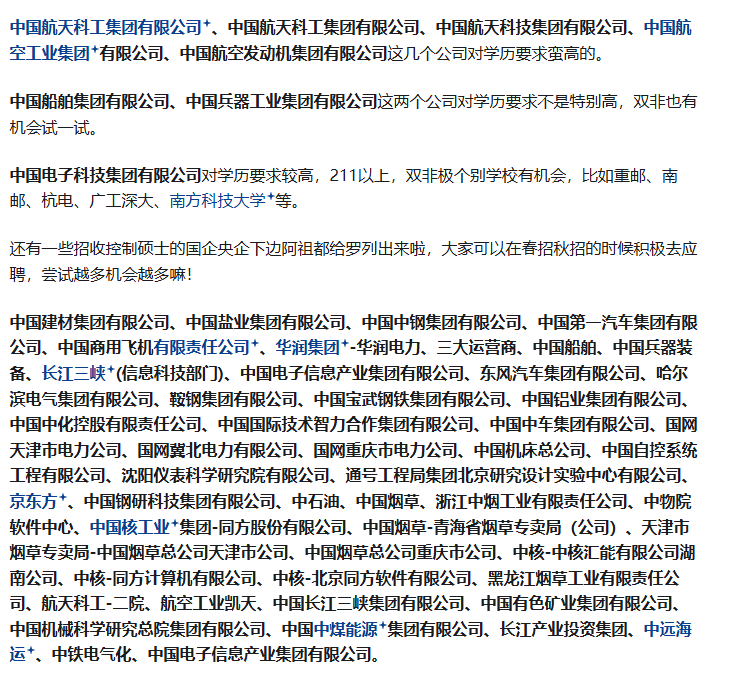 中国航天科工集团有限公司、中国航天科工集团有限公司、中国航天科技集团有限公司、中国航
空工业集团有限公司、中国航空发动机集团有限公司这几个公司对学历要求蛮高的。
中国船舶集团有限公司、中国兵器工业集团有限公司这两个公司对学历要求不是特别高，双非也有
机会试一试。
中国电子科技集团有限公司对学历要求较高，211以上，双非极个别学校有机会，比如重邮、南
邮、杭电、广工深大、南方科技大学等。
还有一些招收控制硕士的国企央企下边阿祖都给罗列出来啦，大家可以在春招秋招的时候积极去应
聘，尝试越多机会越多嘛！
中国建材集团有限公司、中国盐业集团有限公司、中国中钢集团有限公司、中国第一汽车集团有限
公司、中国商用飞机有限责任公司、华润集团-华润电力、三大运营商、中国船舶、中国兵器装
备、长江三峡(信息科技部门)、中国电子信息产业集团有限公司、东风汽车集团有限公司、哈尔
滨电气集团有限公司、鞍钢集团有限公司、中国宝武钢铁集团有限公司、中国铝业集团有限公司、
中国中化控股有限责任公司、中国国际技术智力合作集团有限公司、中国中车集团有限公司、国网
天津市电力公司、国网冀北电力有限公司、国网重庆市电力公司、中国机床总公司、中国自控系统
工程有限公司、沈阳仪表科学研究院有限公司、通号工程局集团北京研究设计实验中心有限公司、
京东方、中国钢研科技集团有限公司、中石油、中国烟草、浙江中烟工业有限责任公司、中物院
软件中心、中国核工业集团-同方股份有限公司、中国烟草-青海省烟草专卖局（公司）、天津市
烟草专卖局-中国烟草总公司天津市公司、中国烟草总公司重庆市公司、中核-中核汇能有限公司湖
南公司、中核-同方计算机有限公司、中核-北京同方软件有限公司、黑龙江烟草工业有限责任公
司、航天科工-二院、航空工业凯天、中国长江三峡集团有限公司、中国有色矿业集团有限公司、
中国机械科学研究总院集团有限公司、中国中煤能源集团有限公司、长江产业投资集团、中远海
运、中铁电气化、中国电子信息产业集团有限公司。